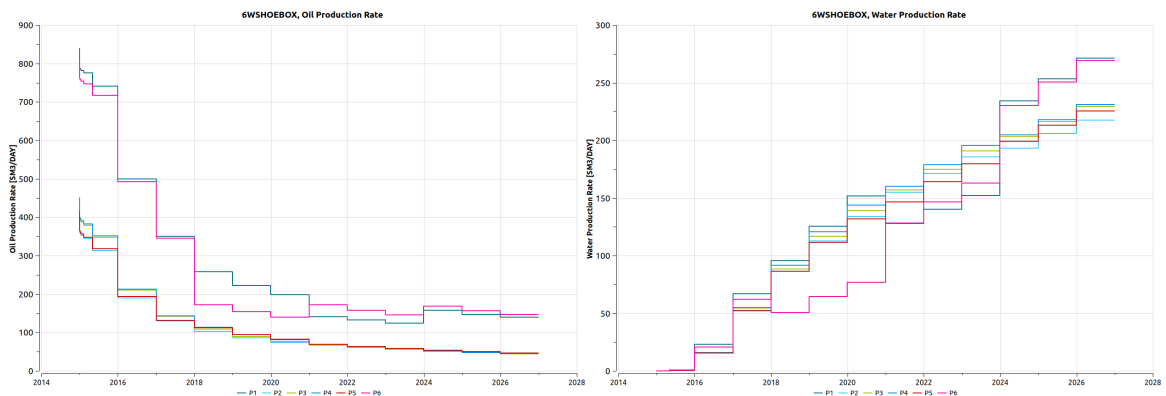 6WSHOEBOX, Oil Production Rate
Oil Production Rate [SM3/DAY]
900
800
700
600
500
400
300
200
100
0
2014 2016 2018 2020 2022 2024 2026 2028
P1 P2 P3 P4 P5 P6
6WSHOEBOX, Water Production Rate
Water Production Rate [SM3/DAY]
300
250
200
150
100
50
0
2014 2016 2018 2020 2022 2024 2026 2028
P1 P2 P3 P4 P5 P6